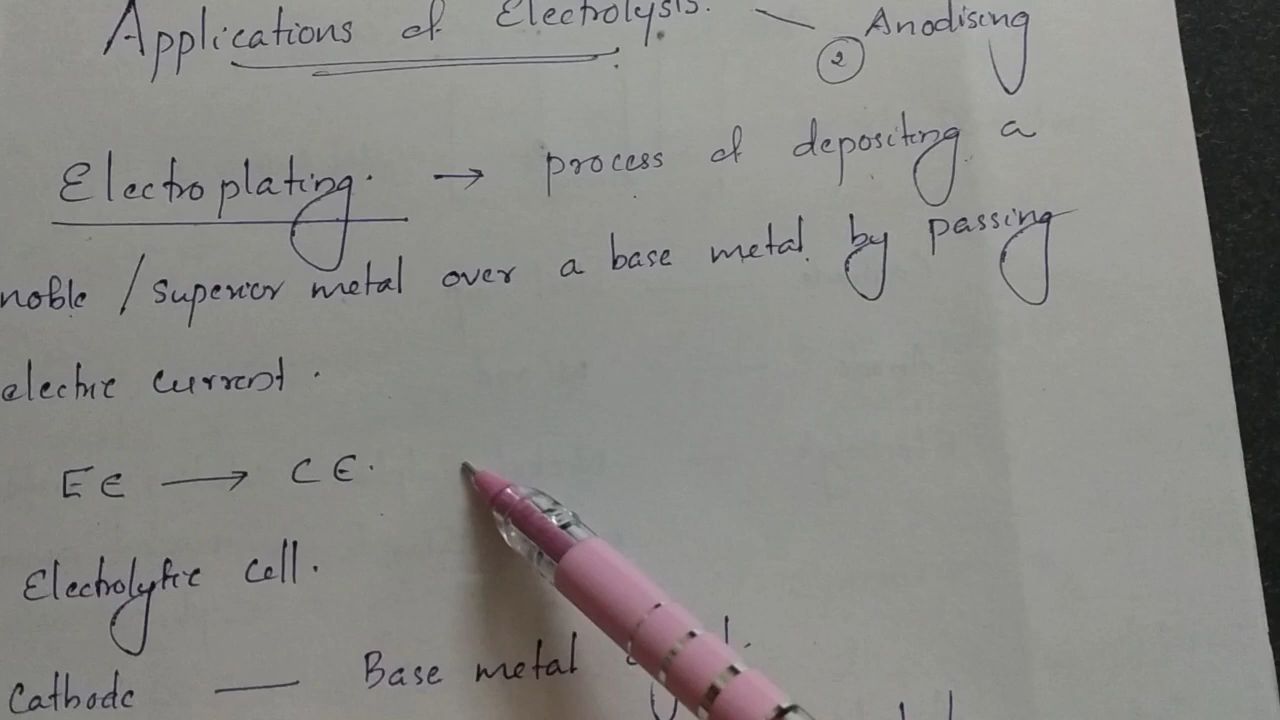 Applications of Electrolysis.
② Anodising
Electroplating. → process of depositing a
noble / superior metal over a base metal by passing
electric current.
EE → CE.
Electrolytic cell.
Cathode — Base metal